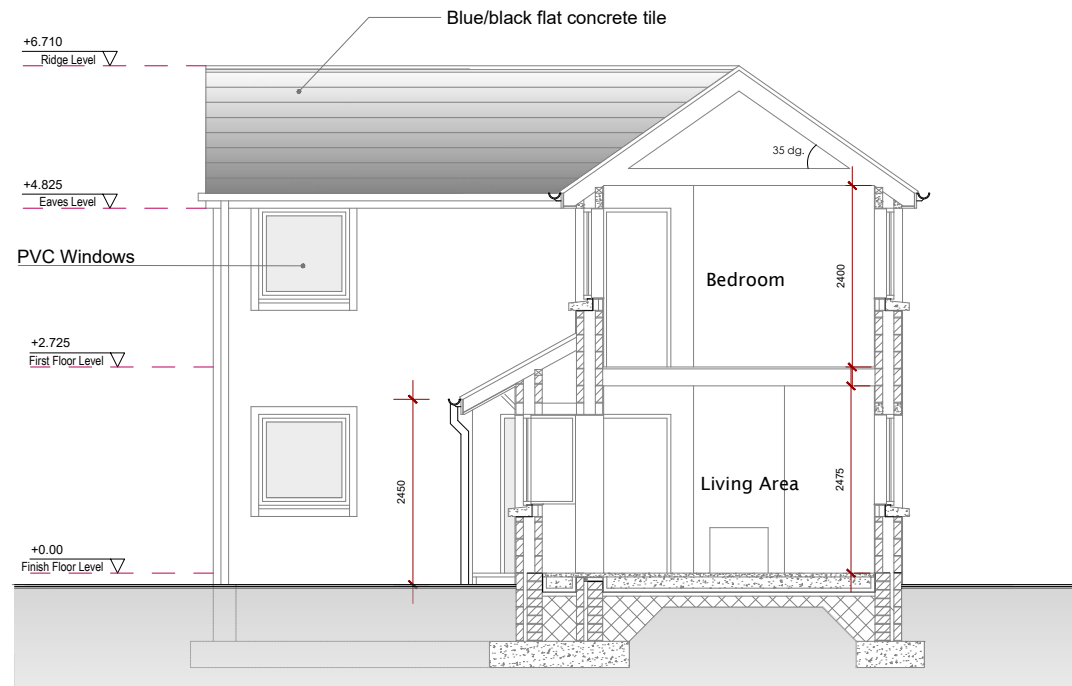 Blue/black flat concrete tile
+6.710
Ridge Level
35 dg.
+4.825
Eaves Level
PVC Windows
Bedroom
2400
+2.725
First Floor Level
2450
Living Area
2475
+0.00
Finish Floor Level